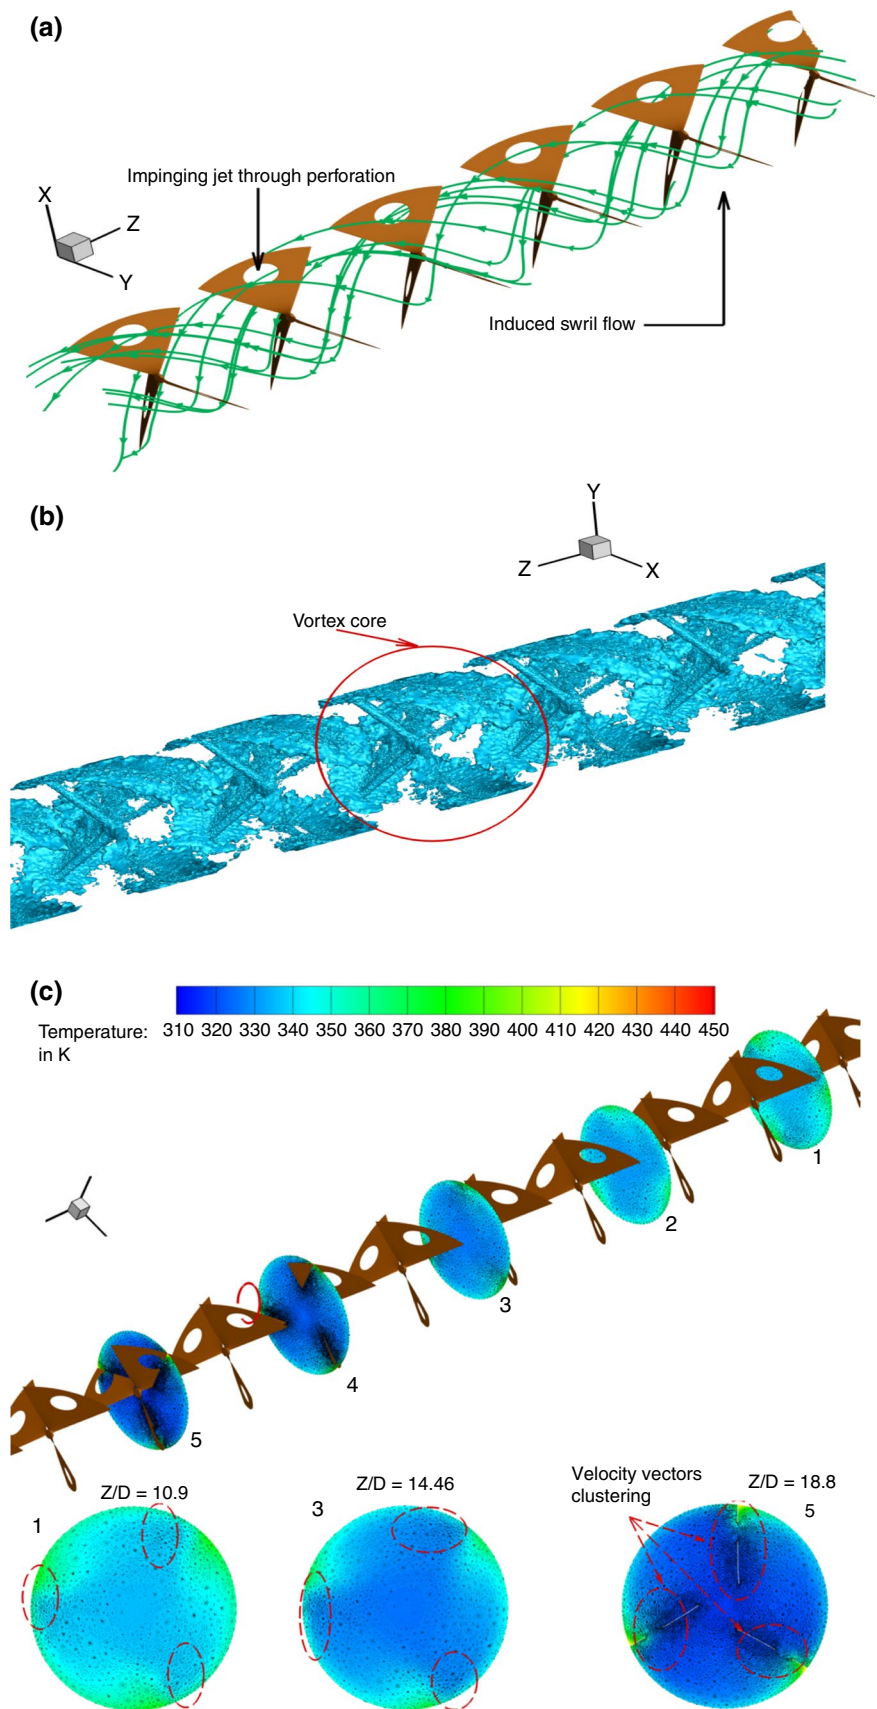 (a)
Impinging jet through perforation
X
Z
Y
Induced swril flow
(b)
Y
Z
X
Vortex core
(c)
Temperature:
in K
310 320 330 340 350 360 370 380 390 400 410 420 430 440 450
1
2
3
4
5
Z/D = 10.9
1
Z/D = 14.46
3
Velocity vectors
clustering
Z/D = 18.8
5